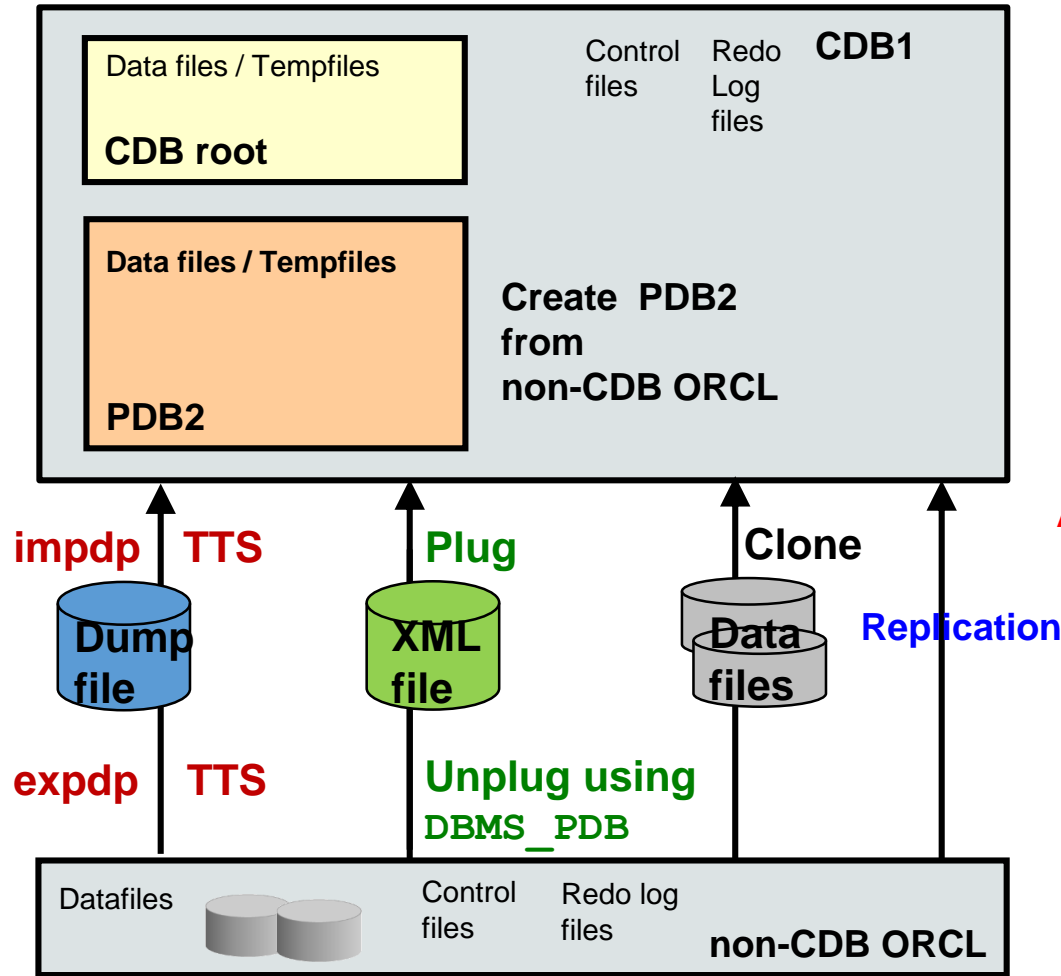 Data files / Tempfiles
CDB root
Control
files
Redo
Log
files
CDB1
Data files / Tempfiles
PDB2
Create PDB2
from
non-CDB ORCL
impdp TTS
Plug
Clone
Dump
file
XML
file
Data
files
Replication
expdp TTS
Unplug using
DBMS_PDB
Datafiles
Control
files
Redo log
files
non-CDB ORCL